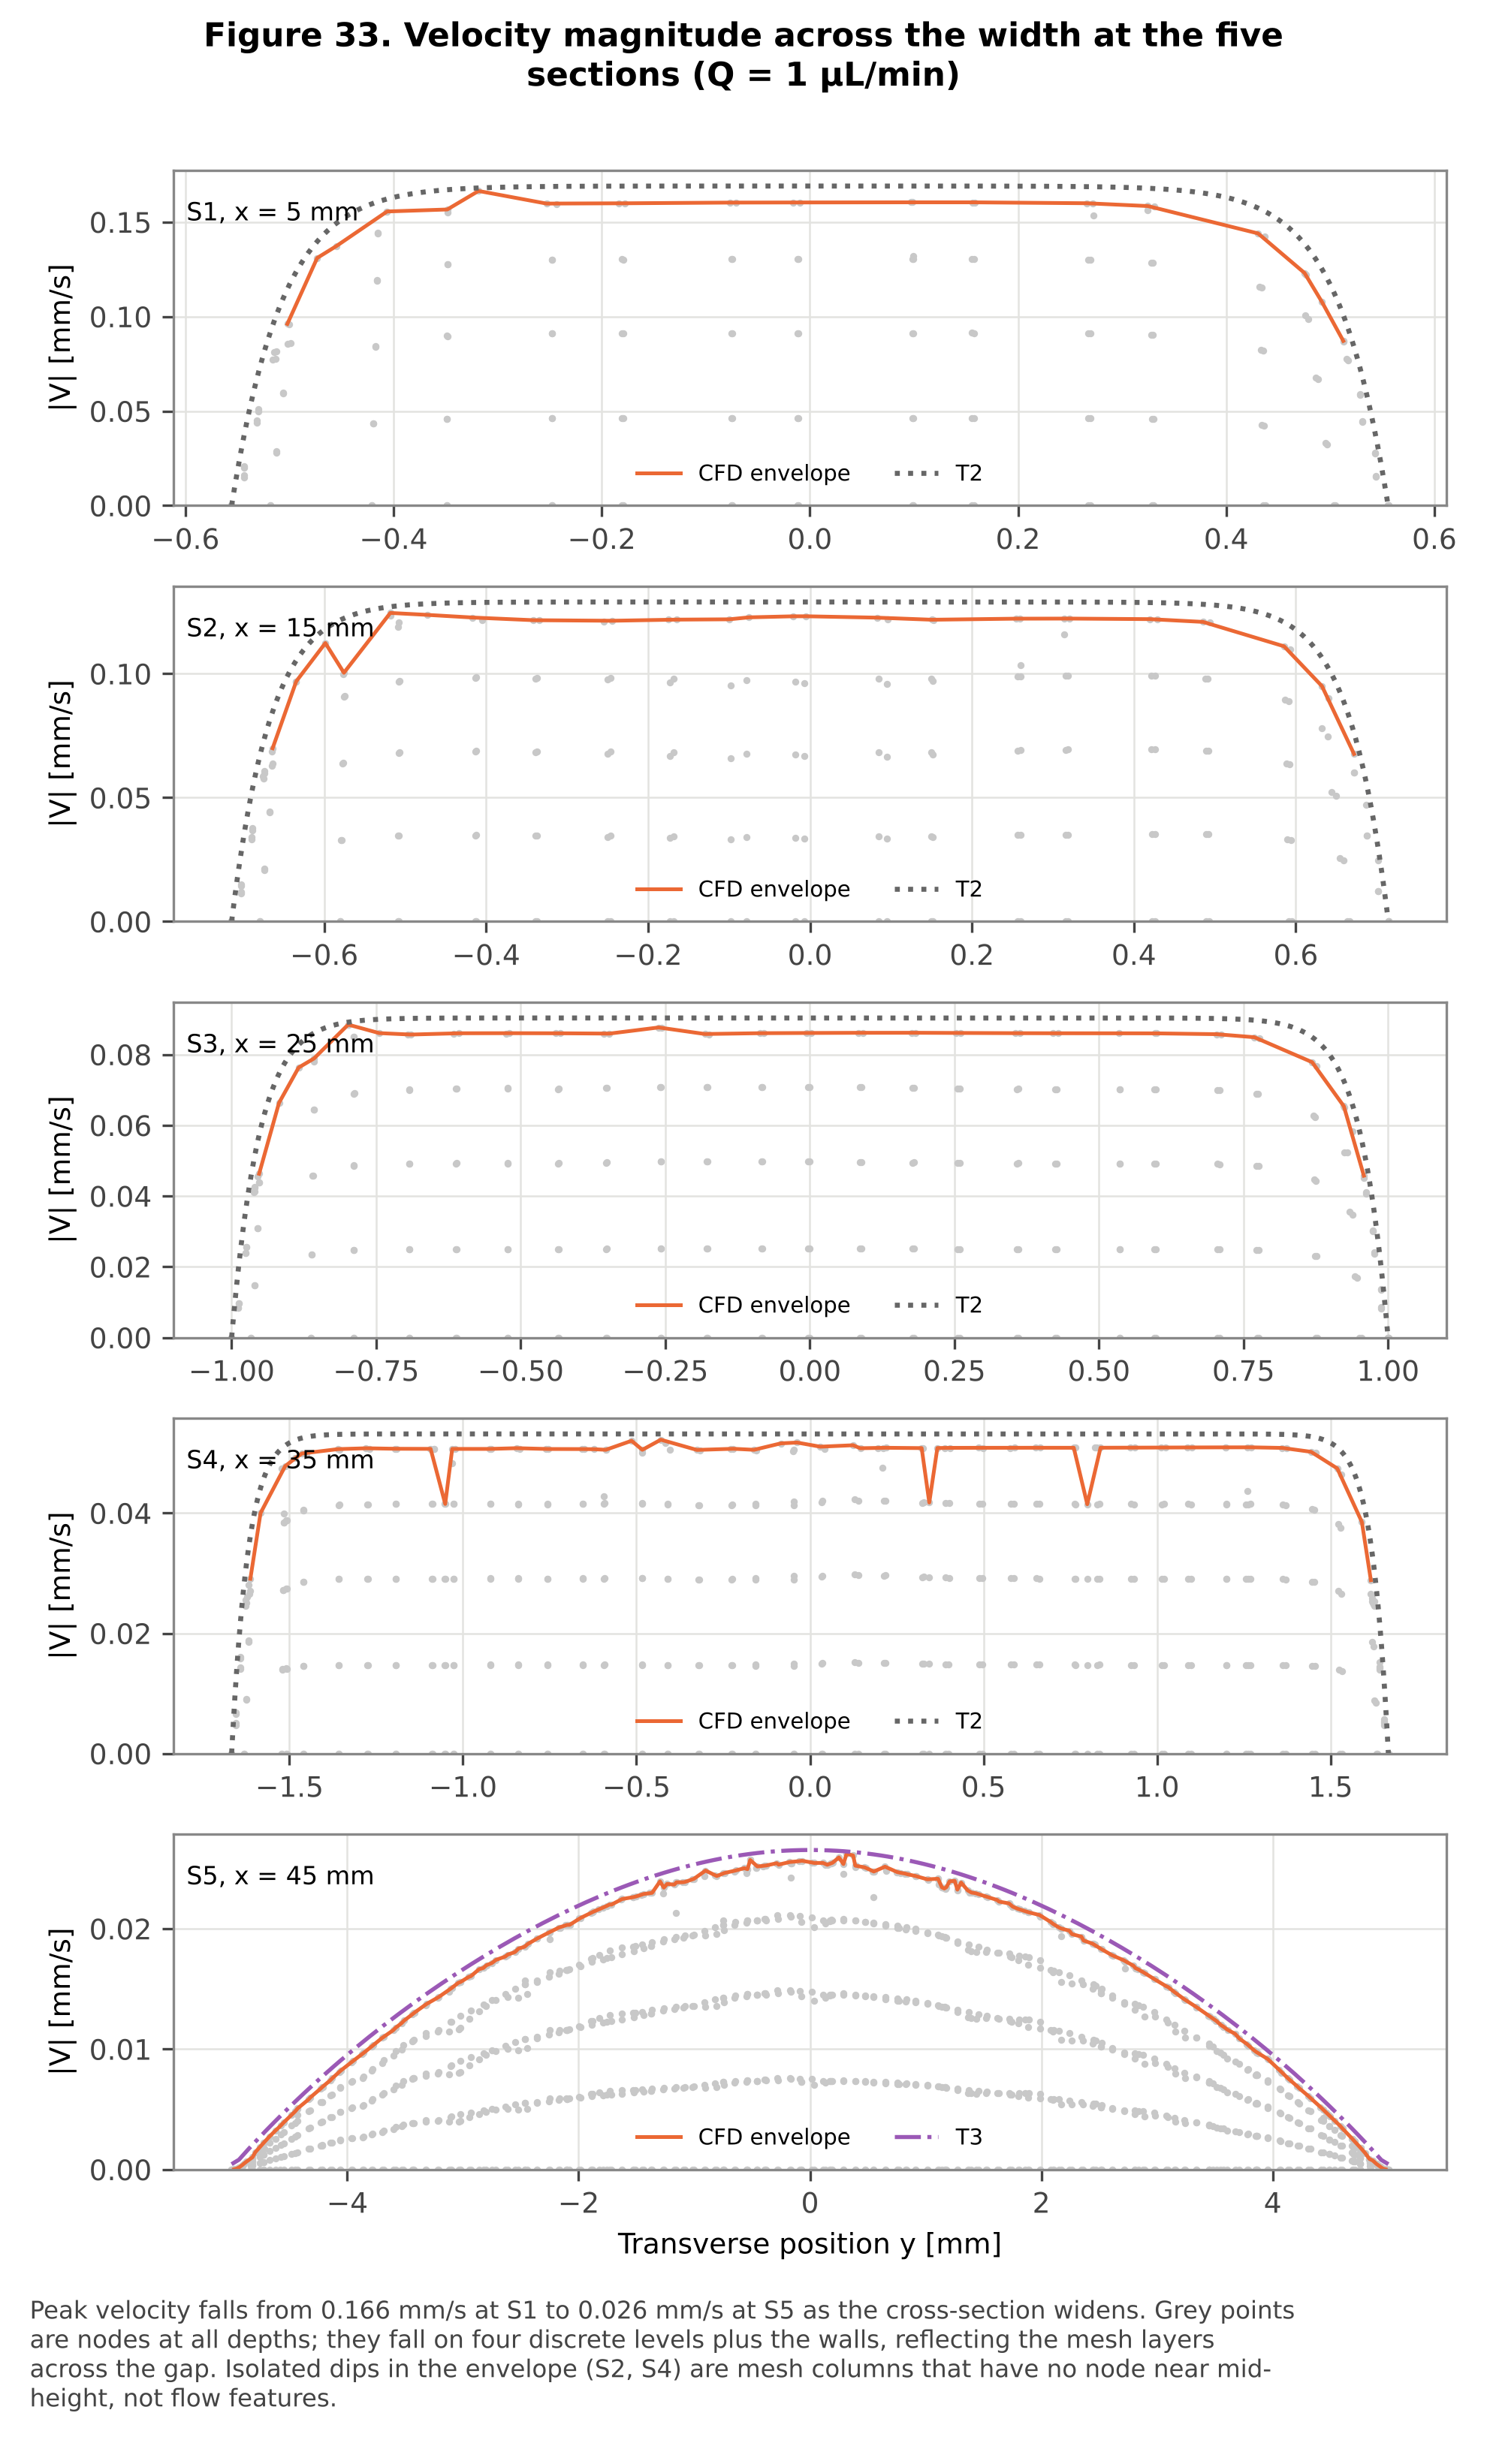 Figure 33. Velocity magnitude across the width at the five
sections (Q = 1 µL/min)
S1, x = 5 mm
|V| [mm/s]
0.15
0.10
0.05
0.00
CFD envelope
T2
−0.6
−0.4
−0.2
0.0
0.2
0.4
0.6
S2, x = 15 mm
|V| [mm/s]
0.10
0.05
0.00
CFD envelope
T2
−0.6
−0.4
−0.2
0.0
0.2
0.4
0.6
S3, x = 25 mm
|V| [mm/s]
0.08
0.06
0.04
0.02
0.00
CFD envelope
T2
−1.00
−0.75
−0.50
−0.25
0.00
0.25
0.50
0.75
1.00
S4, x = 35 mm
|V| [mm/s]
0.04
0.02
0.00
CFD envelope
T2
−1.5
−1.0
−0.5
0.0
0.5
1.0
1.5
S5, x = 45 mm
|V| [mm/s]
0.02
0.01
0.00
CFD envelope
T3
−4
−2
0
2
4
Transverse position y [mm]
Peak velocity falls from 0.166 mm/s at S1 to 0.026 mm/s at S5 as the cross-section widens. Grey points
are nodes at all depths; they fall on four discrete levels plus the walls, reflecting the mesh layers
across the gap. Isolated dips in the envelope (S2, S4) are mesh columns that have no node near mid-
height, not flow features.